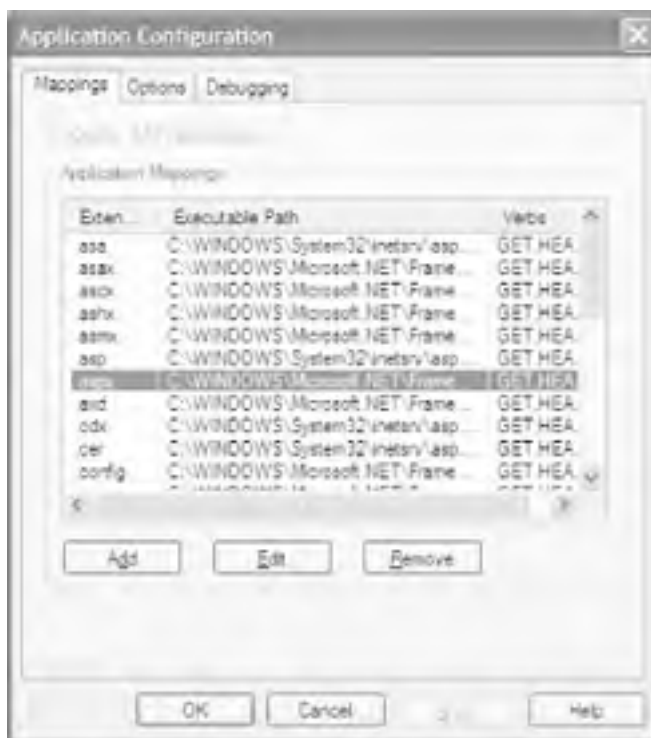 Application Configuration
Mappings Options Debugging
Application Mappings
Exten... Executable Path Verbs
.asa C:\WINDOWS\System32\inetsrv\asp.... GET,HEA
.asax C:\WINDOWS\Microsoft.NET\Frame... GET,HEA
.ascx C:\WINDOWS\Microsoft.NET\Frame... GET,HEA
.ashx C:\WINDOWS\Microsoft.NET\Frame... GET,HEA
.asmx C:\WINDOWS\Microsoft.NET\Frame... GET,HEA
.asp C:\WINDOWS\System32\inetsrv\asp.... GET,HEA
.aspx C:\WINDOWS\Microsoft.NET\Frame... GET,HEA
.axd C:\WINDOWS\Microsoft.NET\Frame... GET,HEA
.cdx C:\WINDOWS\System32\inetsrv\asp.... GET,HEA
.cer C:\WINDOWS\System32\inetsrv\asp.... GET,HEA
.config C:\WINDOWS\Microsoft.NET\Frame... GET,HEA
Add Edit Remove
OK Cancel Help